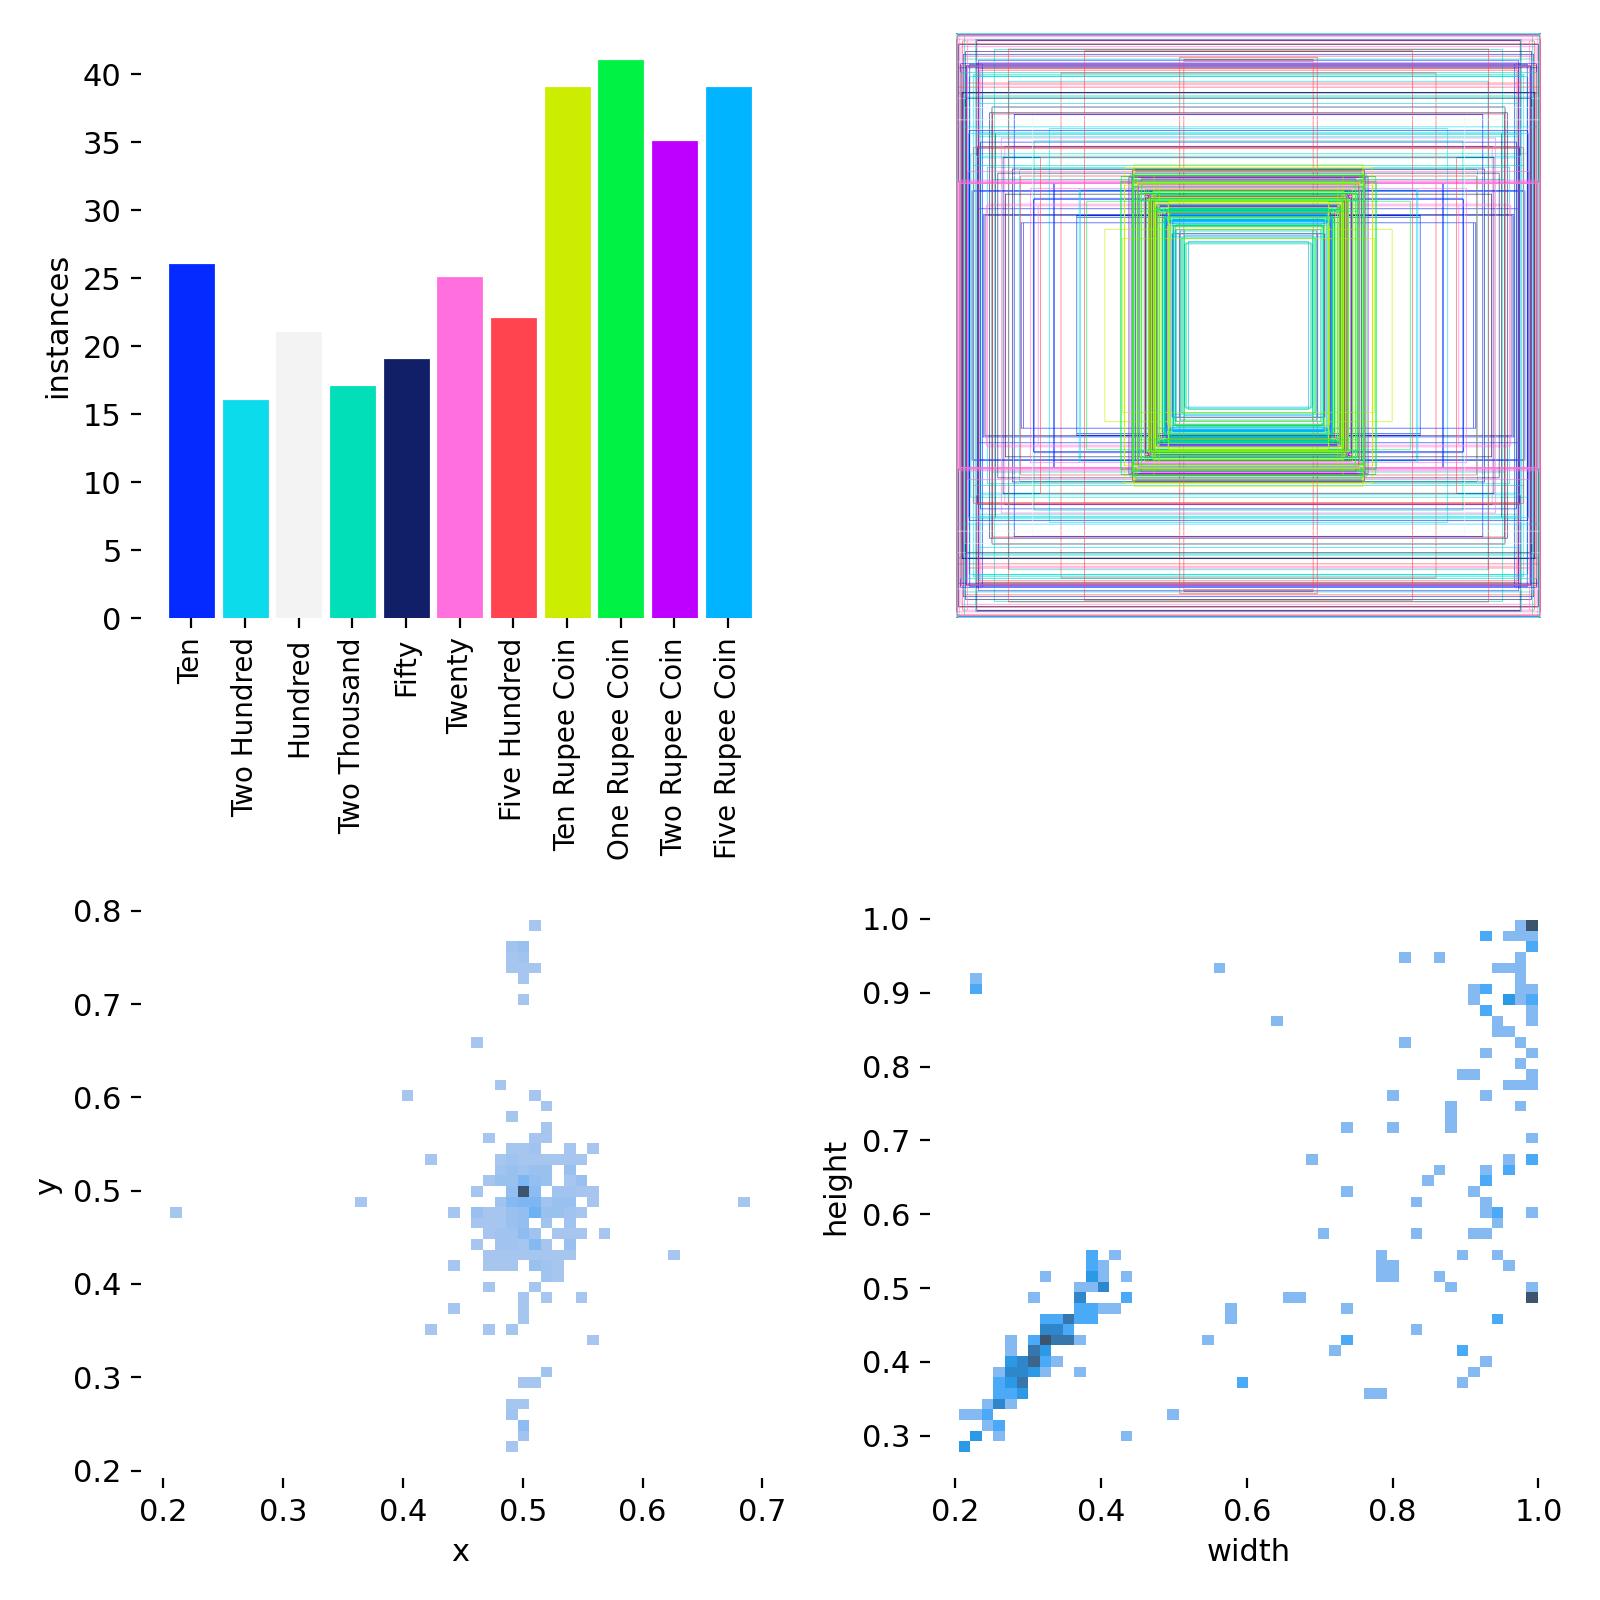 instances
40
35
30
25
20
15
10
5
0
Ten
Two Hundred
Hundred
Two Thousand
Fifty
Twenty
Five Hundred
Ten Rupee Coin
One Rupee Coin
Two Rupee Coin
Five Rupee Coin
y
0.8
0.7
0.6
0.5
0.4
0.3
0.2
0.2 0.3 0.4 0.5 0.6 0.7
x
height
1.0
0.9
0.8
0.7
0.6
0.5
0.4
0.3
0.2 0.4 0.6 0.8 1.0
width